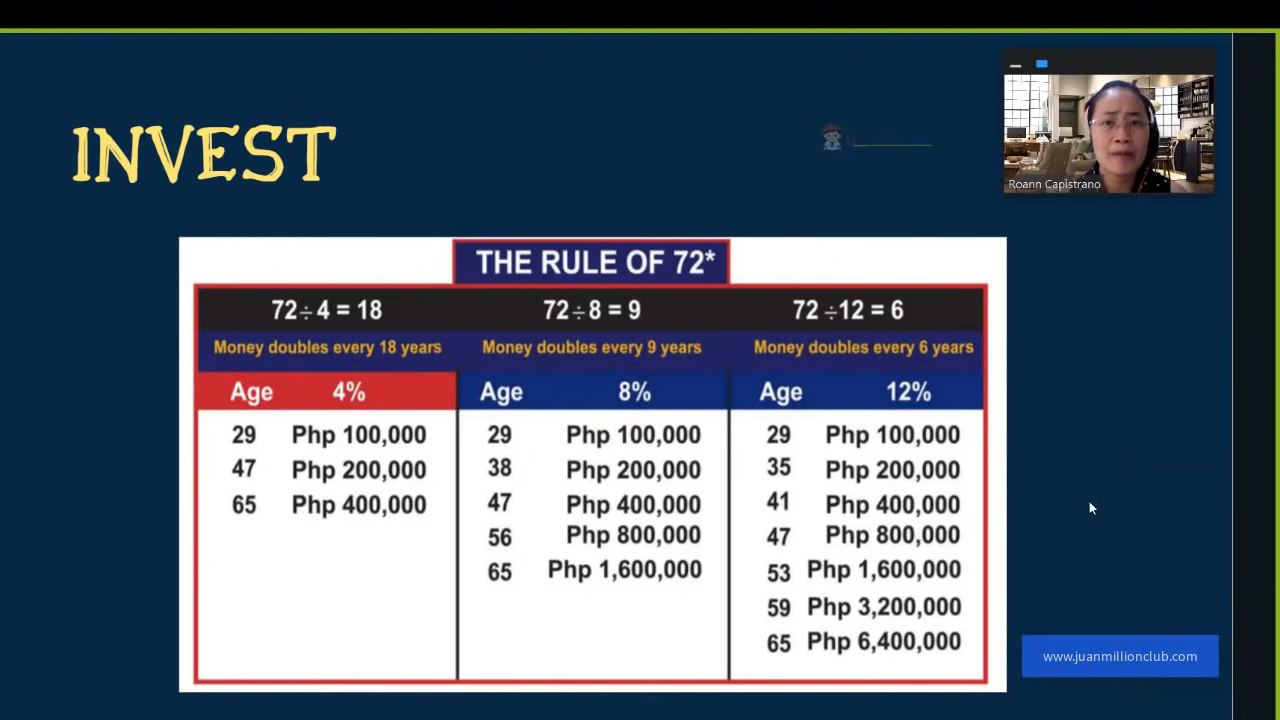 INVEST
Roann Capistrano
THE RULE OF 72*
72÷4 = 18
Money doubles every 18 years
Age 4%
29 Php 100,000
47 Php 200,000
65 Php 400,000
72÷8 = 9
Money doubles every 9 years
Age 8%
29 Php 100,000
38 Php 200,000
47 Php 400,000
56 Php 800,000
65 Php 1,600,000
72 ÷12 = 6
Money doubles every 6 years
Age 12%
29 Php 100,000
35 Php 200,000
41 Php 400,000
47 Php 800,000
53 Php 1,600,000
59 Php 3,200,000
65 Php 6,400,000
www.juanmillionclub.com